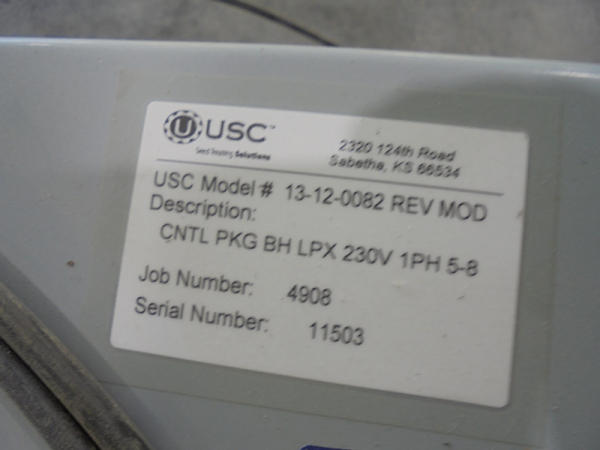 USC™
Seed Treating Solutions
2320 124th Road
Sabetha, KS 66534
USC Model # 13-12-0082 REV MOD
Description:
CNTL PKG BH LPX 230V 1PH 5-8
Job Number: 4908
Serial Number: 11503